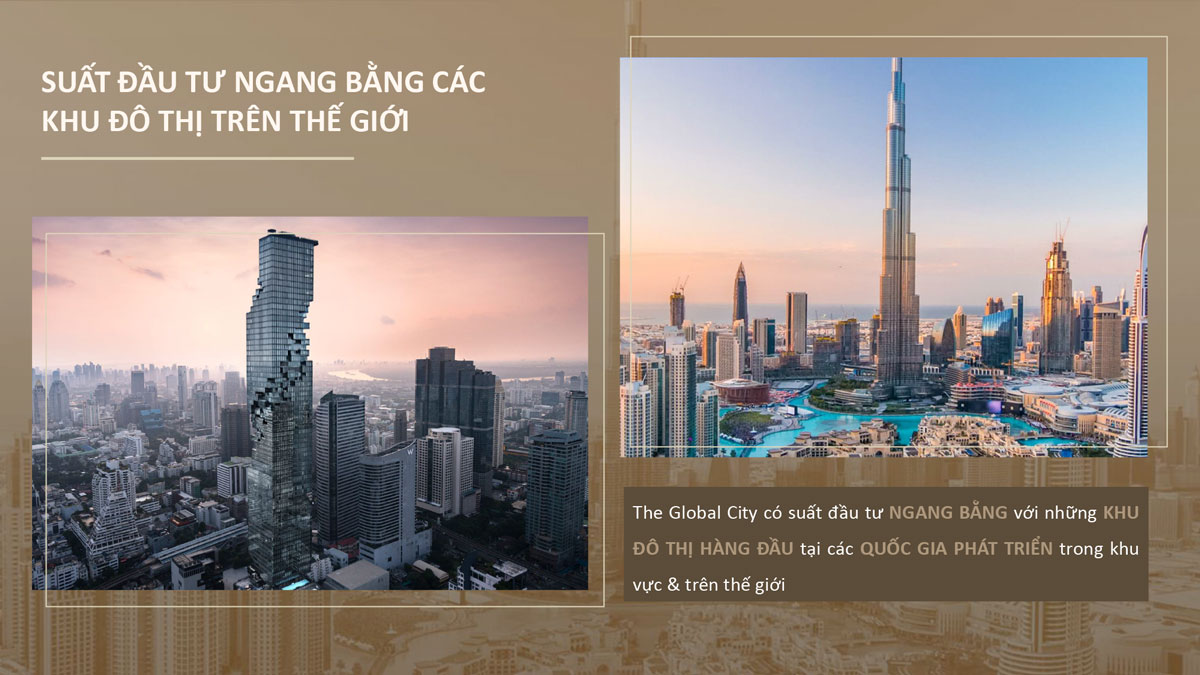 SUẤT ĐẦU TƯ NGANG BẰNG CÁC
KHU ĐÔ THỊ TRÊN THẾ GIỚI
W
The Global City có suất đầu tư NGANG BẰNG với những KHU
ĐÔ THỊ HÀNG ĐẦU tại các QUỐC GIA PHÁT TRIỂN trong khu
vực & trên thế giới